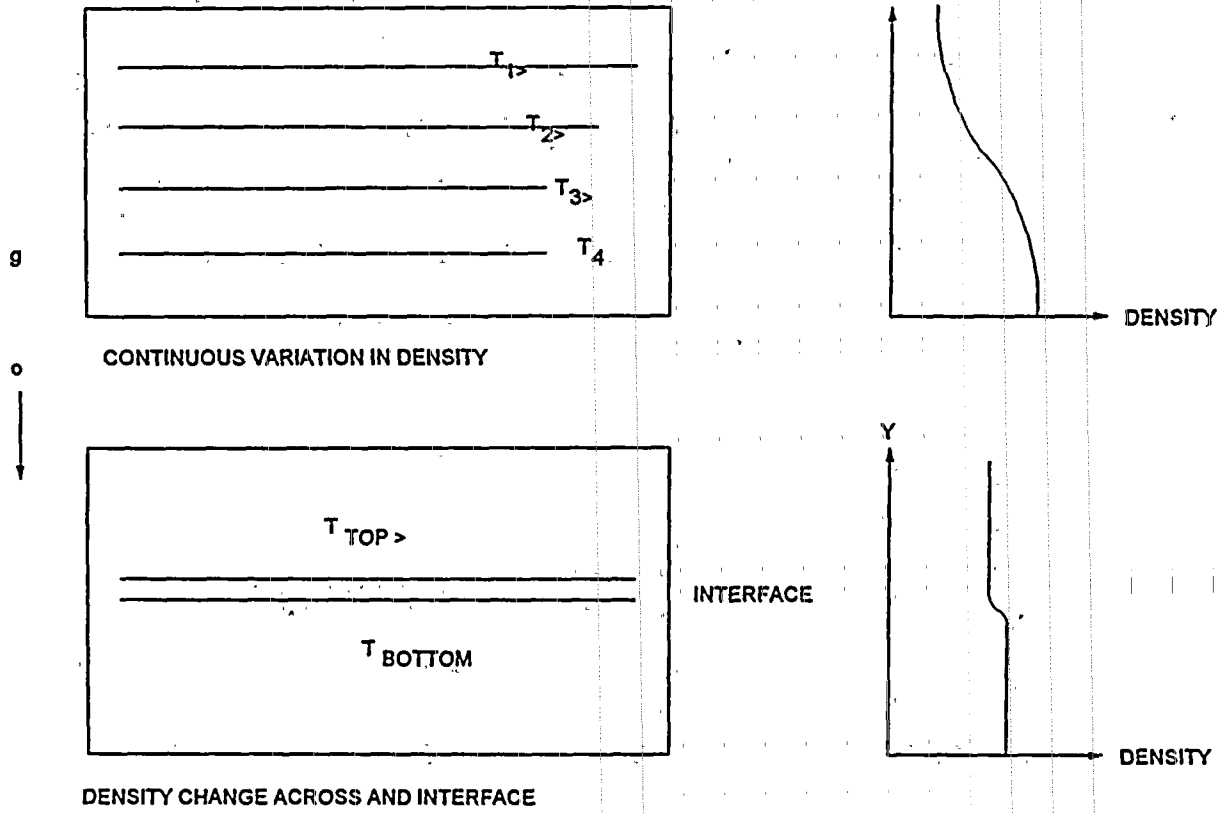 T1>
T2>
T3>
T4
g
o
DENSITY
CONTINUOUS VARIATION IN DENSITY
Y
T TOP >
INTERFACE
T BOTTOM
DENSITY
DENSITY CHANGE ACROSS AND INTERFACE